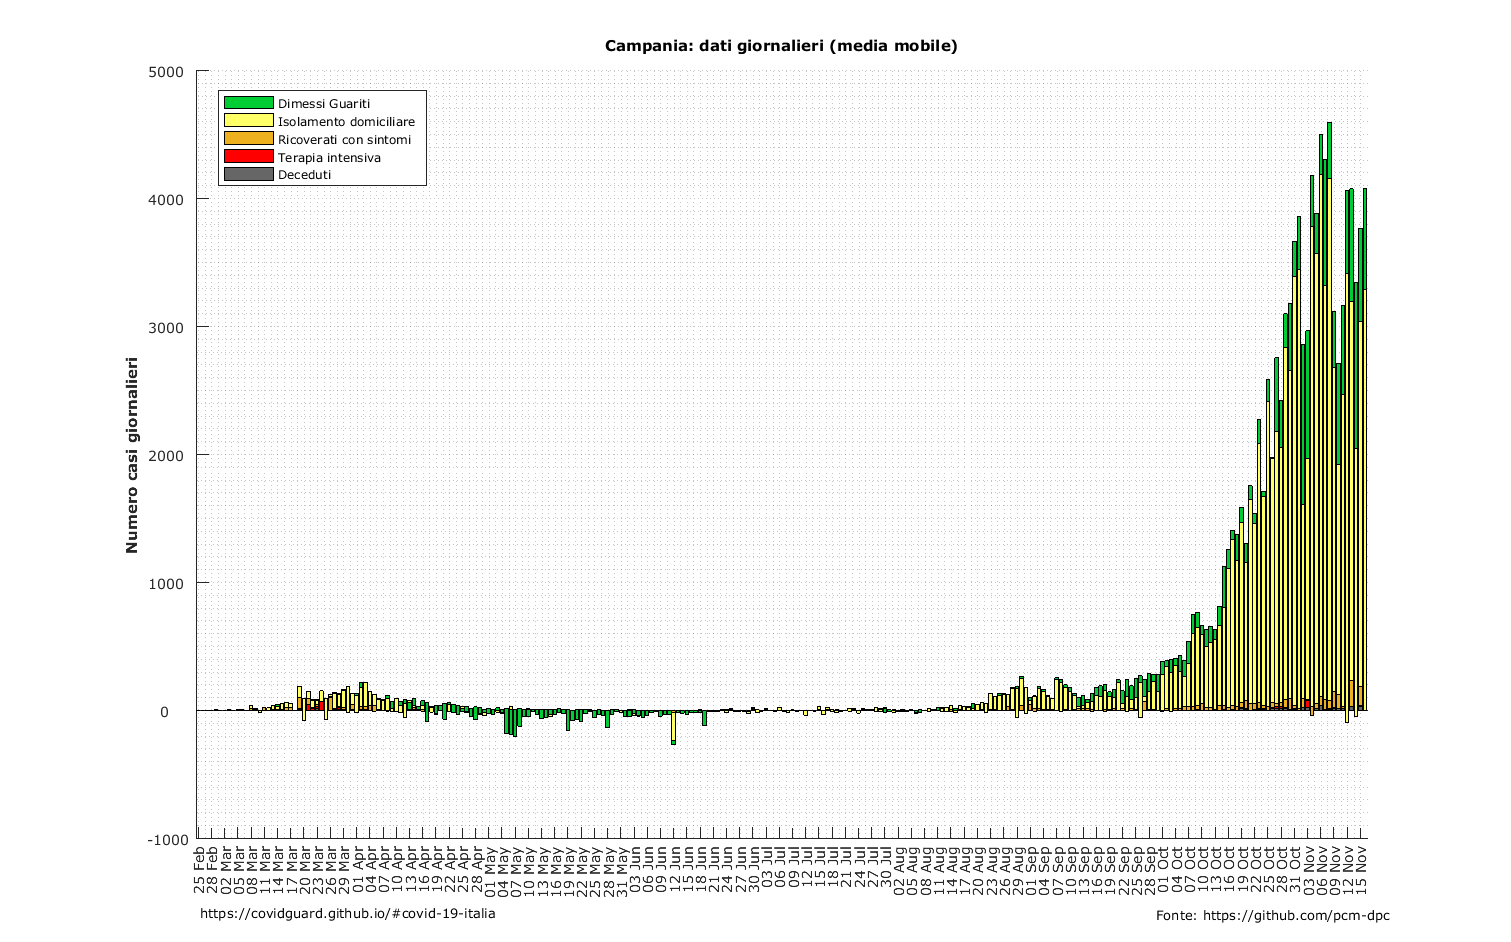 Campania: dati giornalieri (media mobile)
5000
4000
3000
2000
1000
0
-1000
Numero casi giornalieri
Dimessi Guariti
Isolamento domiciliare
Ricoverati con sintomi
Terapia intensiva
Deceduti
25 Feb
28 Feb
02 Mar
05 Mar
08 Mar
11 Mar
14 Mar
17 Mar
20 Mar
23 Mar
26 Mar
29 Mar
01 Apr
04 Apr
07 Apr
10 Apr
13 Apr
16 Apr
19 Apr
22 Apr
25 Apr
28 Apr
01 May
04 May
07 May
10 May
13 May
16 May
19 May
22 May
25 May
28 May
31 May
03 Jun
06 Jun
09 Jun
12 Jun
15 Jun
18 Jun
21 Jun
24 Jun
27 Jun
30 Jun
03 Jul
06 Jul
09 Jul
12 Jul
15 Jul
18 Jul
21 Jul
24 Jul
27 Jul
30 Jul
02 Aug
05 Aug
08 Aug
11 Aug
14 Aug
17 Aug
20 Aug
23 Aug
26 Aug
29 Aug
01 Sep
04 Sep
07 Sep
10 Sep
13 Sep
16 Sep
19 Sep
22 Sep
25 Sep
28 Sep
01 Oct
04 Oct
07 Oct
10 Oct
13 Oct
16 Oct
19 Oct
22 Oct
25 Oct
28 Oct
31 Oct
03 Nov
06 Nov
09 Nov
12 Nov
15 Nov
https://covidguard.github.io/#covid-19-italia
Fonte: https://github.com/pcm-dpc